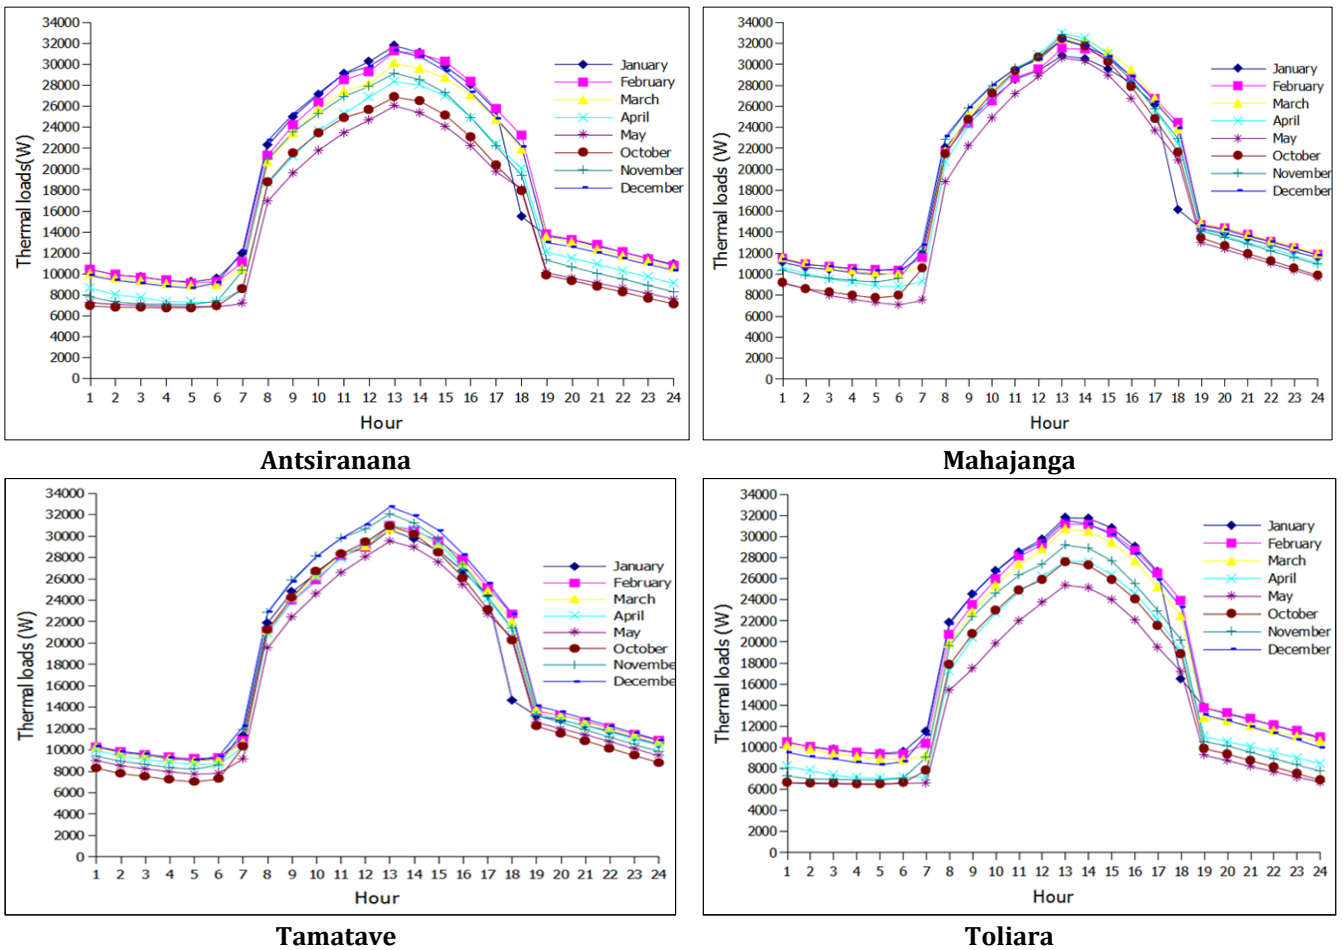 34000
32000
30000
28000
26000
24000
22000
20000
18000
16000
14000
12000
10000
8000
6000
4000
2000
0
Thermal loads(W)
1 2 3 4 5 6 7 8 9 10 11 12 13 14 15 16 17 18 19 20 21 22 23 24
Hour
January
February
March
April
May
October
November
December
Antsiranana
34000
32000
30000
28000
26000
24000
22000
20000
18000
16000
14000
12000
10000
8000
6000
4000
2000
0
Thermal loads (W)
1 2 3 4 5 6 7 8 9 10 11 12 13 14 15 16 17 18 19 20 21 22 23 24
Hour
January
February
March
April
May
October
November
December
Mahajanga
34000
32000
30000
28000
26000
24000
22000
20000
18000
16000
14000
12000
10000
8000
6000
4000
2000
0
Thermal loads (W)
1 2 3 4 5 6 7 8 9 10 11 12 13 14 15 16 17 18 19 20 21 22 23 24
Hour
January
February
March
April
May
October
Novembe
Decembe
Tamatave
34000
32000
30000
28000
26000
24000
22000
20000
18000
16000
14000
12000
10000
8000
6000
4000
2000
0
Thermal loads (W)
1 2 3 4 5 6 7 8 9 10 11 12 13 14 15 16 17 18 19 20 21 22 23 24
Hour
January
February
March
April
May
October
November
December
Toliara